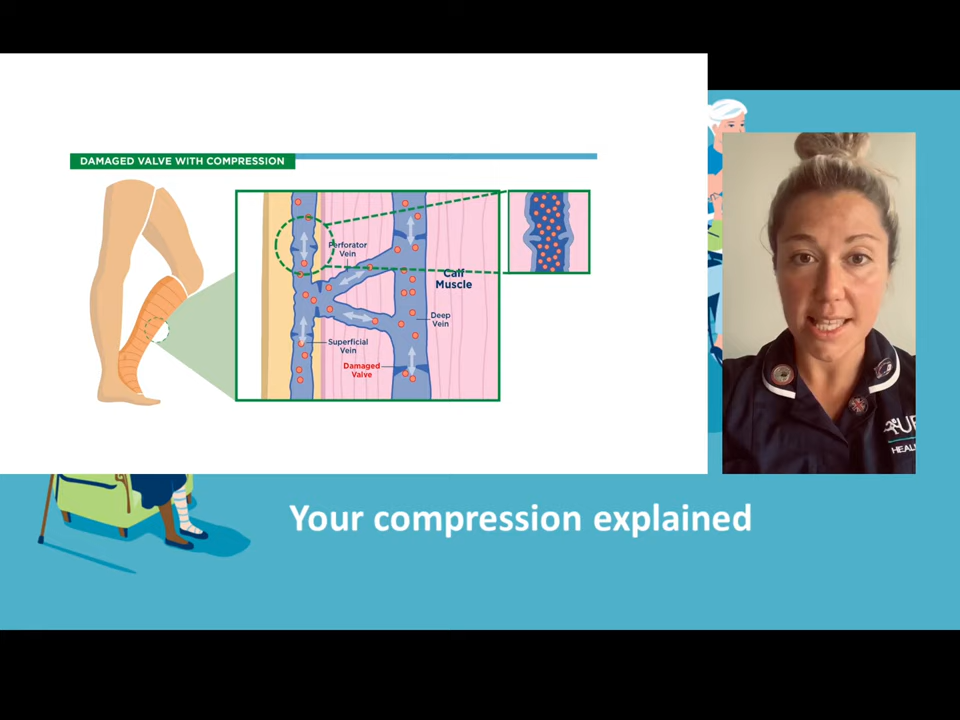 DAMAGED VALVE WITH COMPRESSION
Perforator
Vein
Calf
Muscle
Deep
Vein
Superficial
Vein
Damaged
Valve
Your compression explained